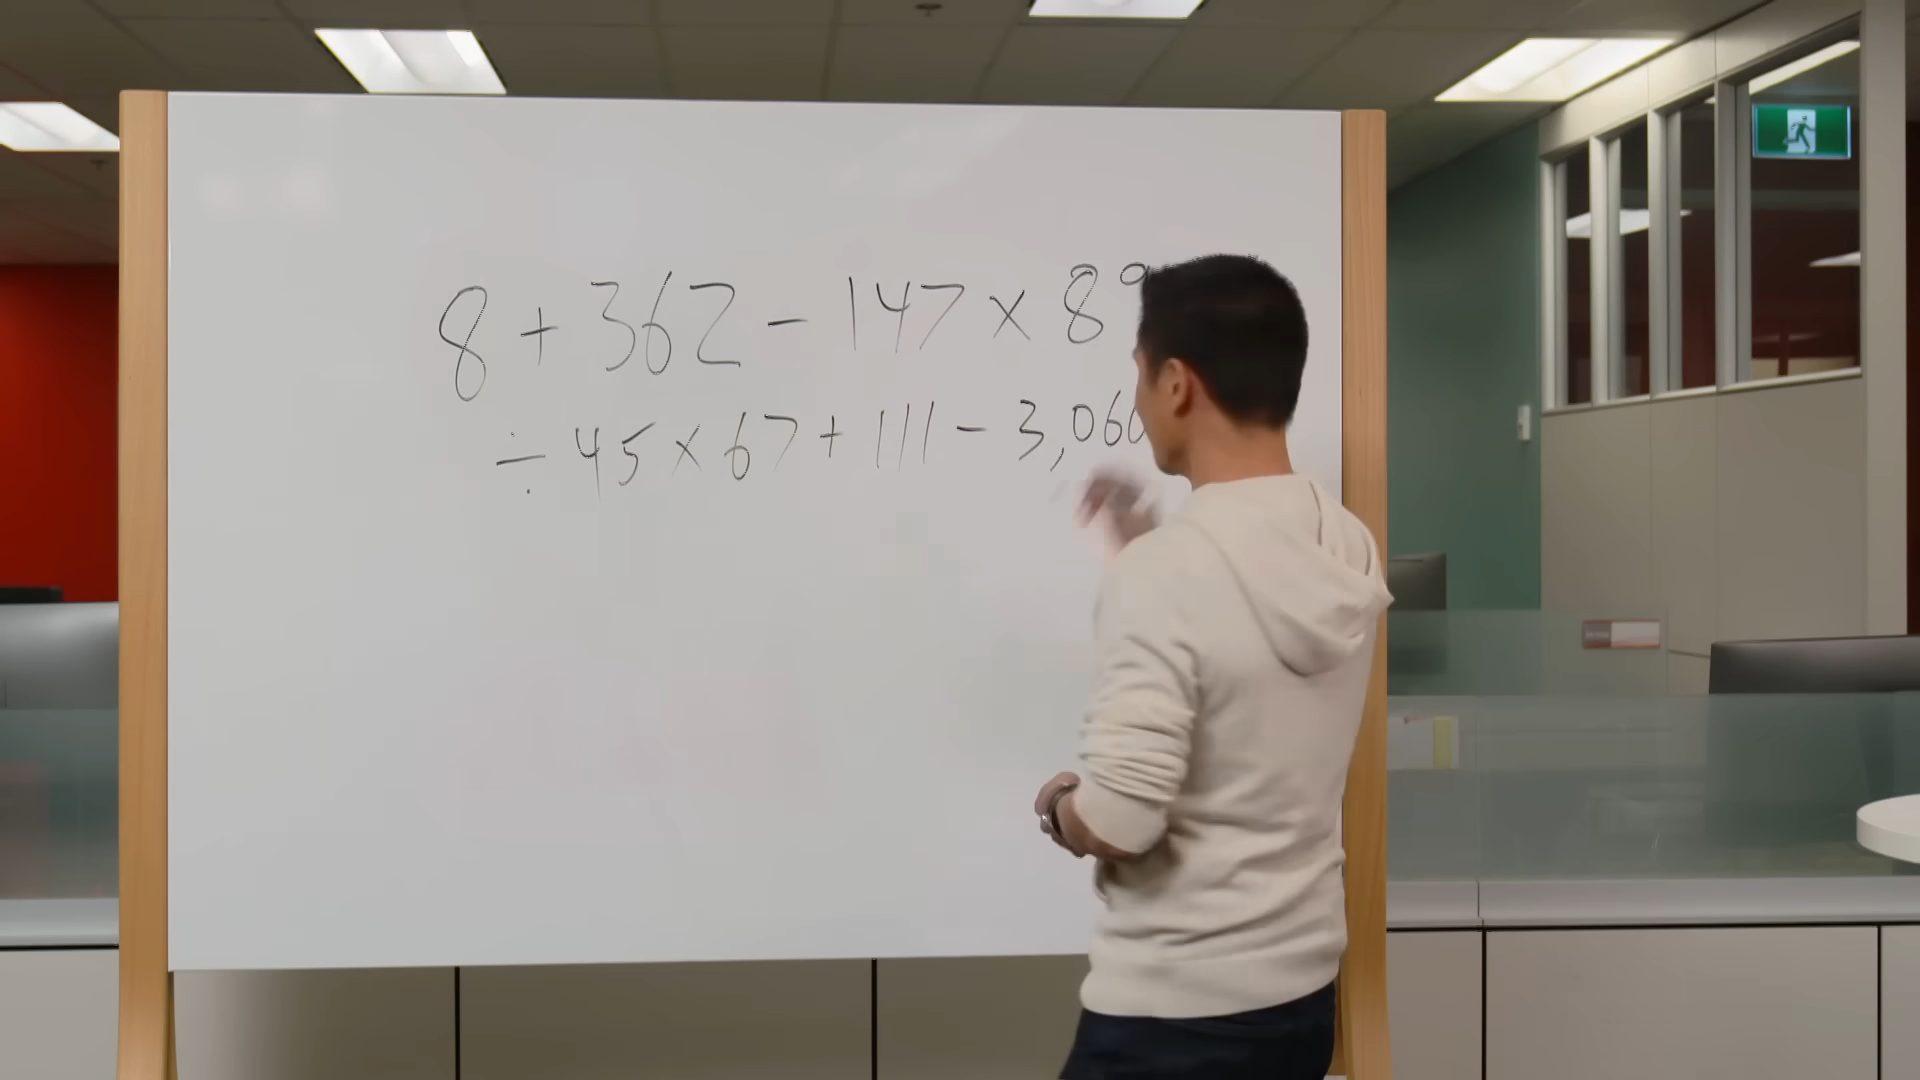 8 + 362 - 147 × 89
÷ 45 × 67 + 111 - 3,060